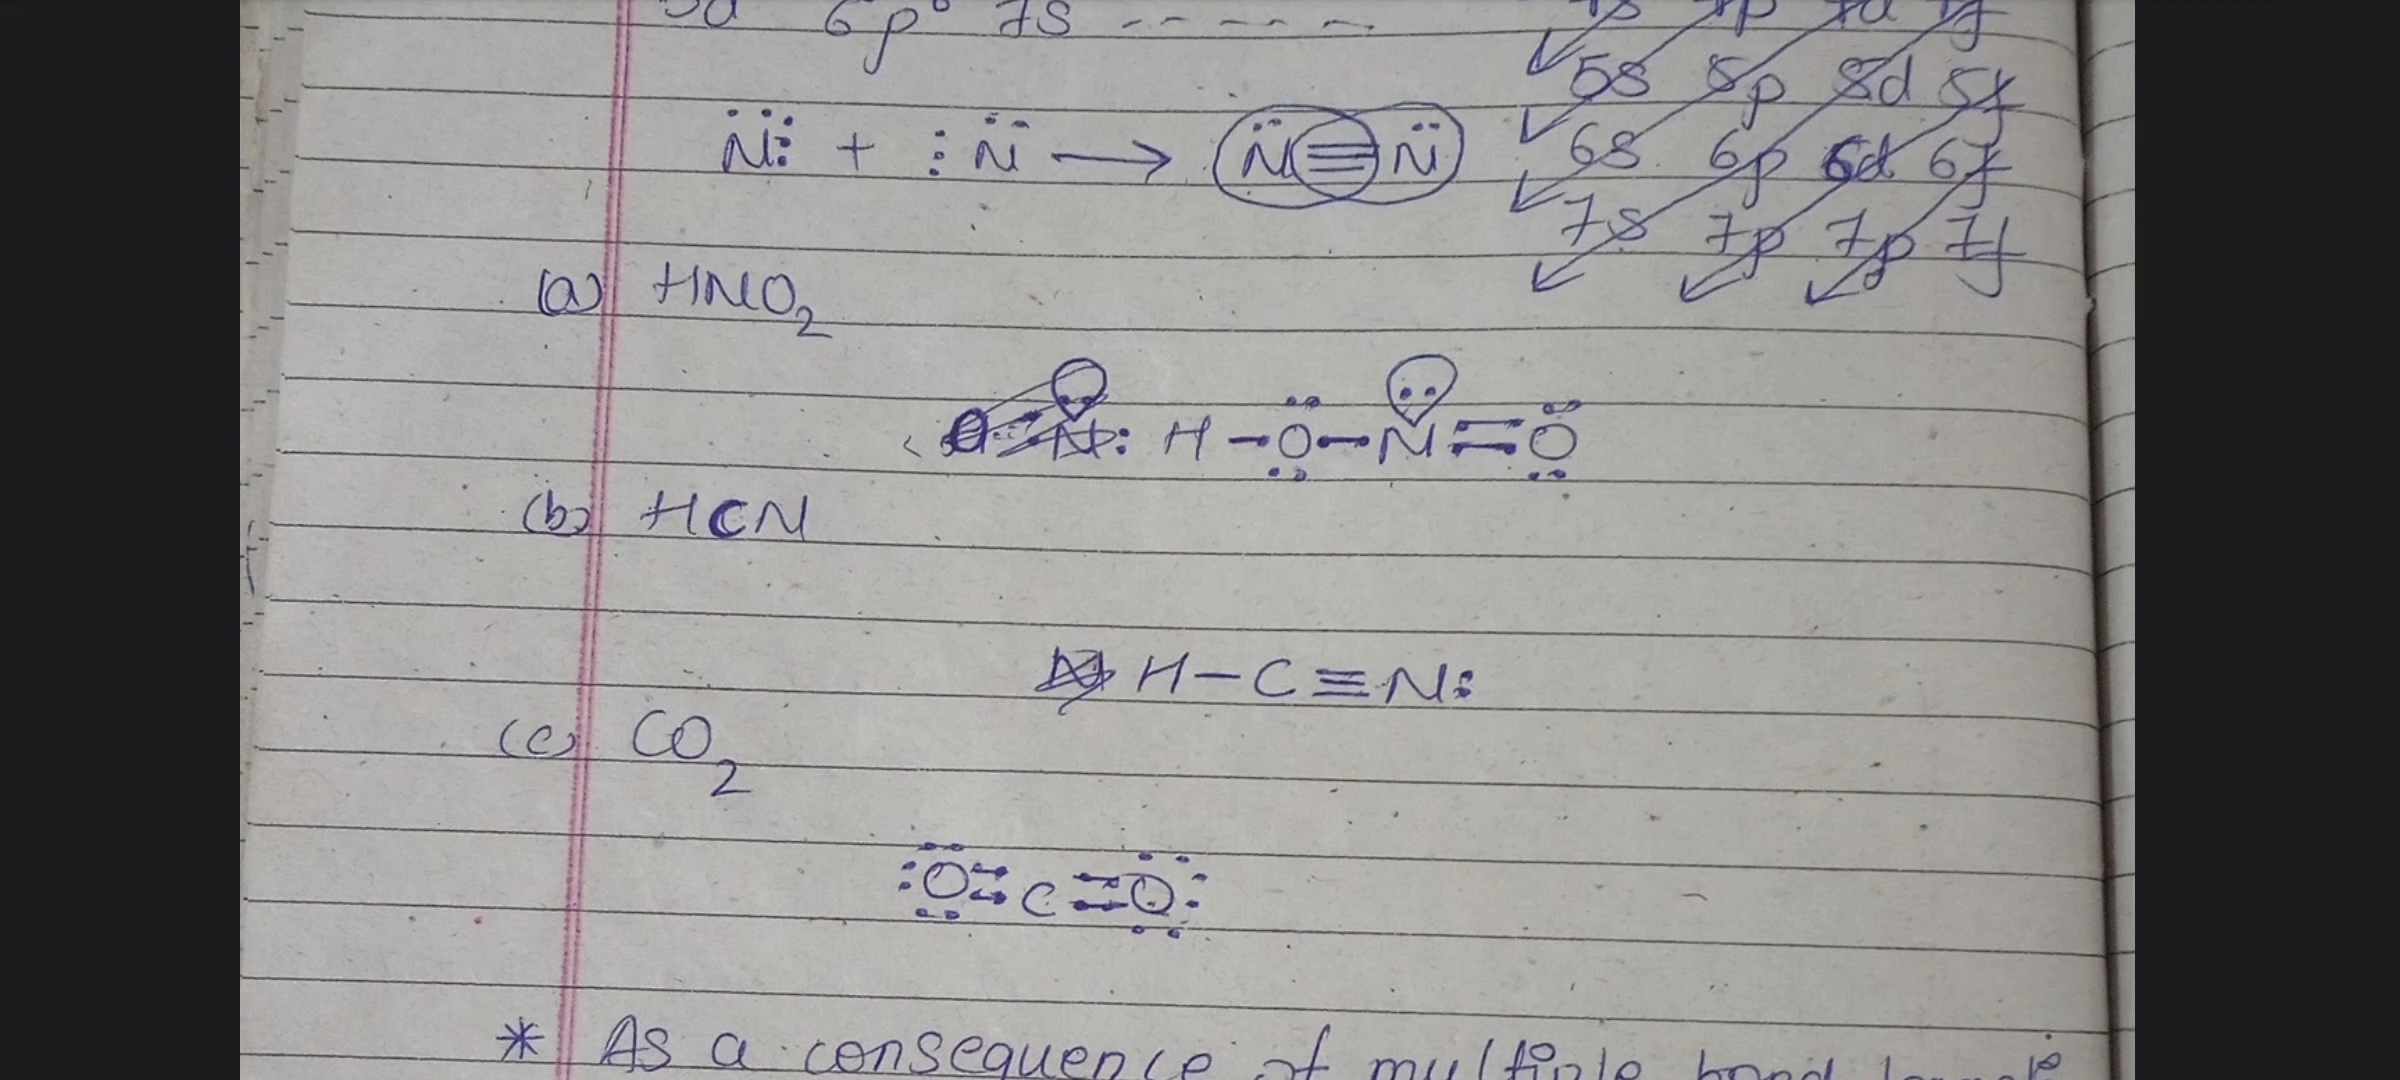 6p⁶ 7s -----
5s 5p 5d 5f
N̈: + :N̈ → N̈≡N̈
6s 6p 6d 6f
7s 7p 7p 7f
(a) HNO₂
H-Ö-N̈=Ö
(b) HCN
H-C≡N:
(c) CO₂
:Ö=C=Ö:
* As a consequence of multiple bond